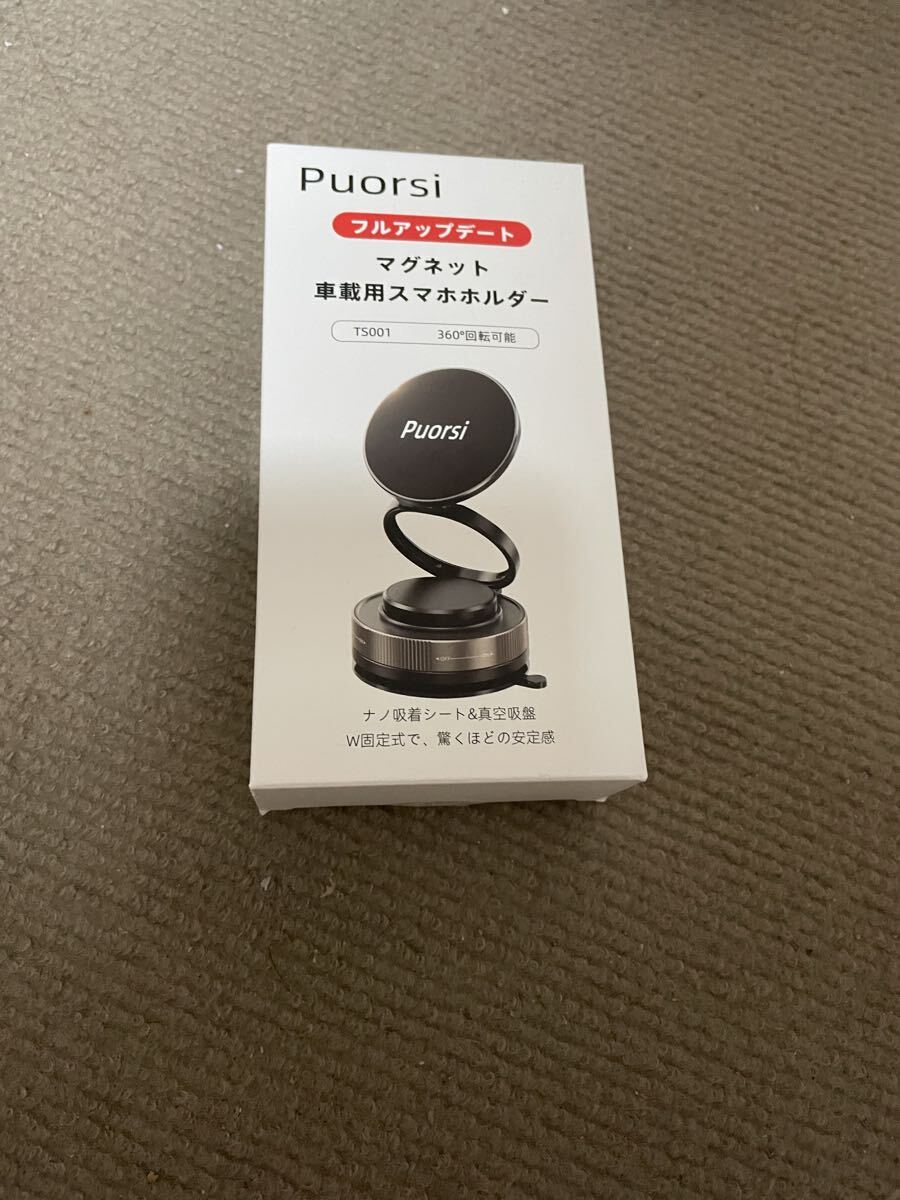 Puorsi
フルアップデート
マグネット
車載用スマホホルダー
TS001 360°回転可能
Puorsi
◄OFF ON►
ナノ吸着シート&真空吸盤
W固定式で、驚くほどの安定感